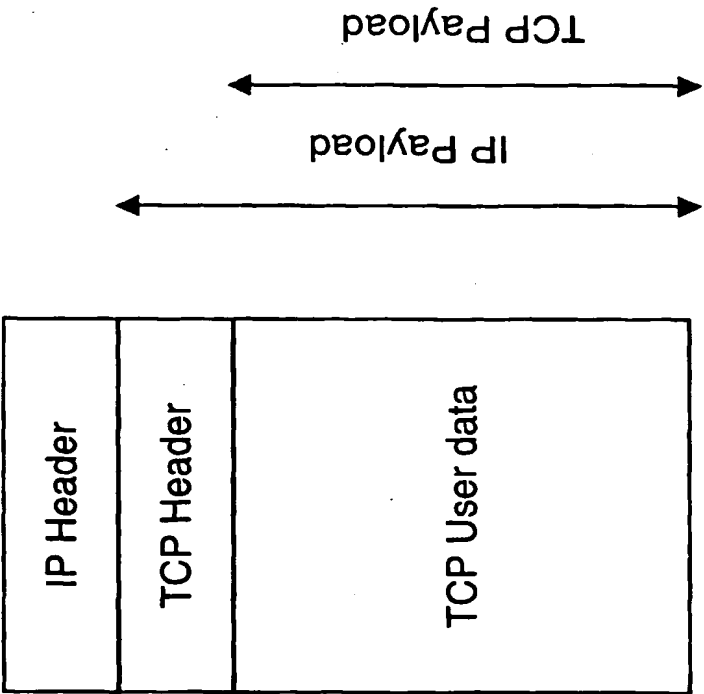 TCP Payload
IP Payload
IP Header
TCP Header
TCP User data